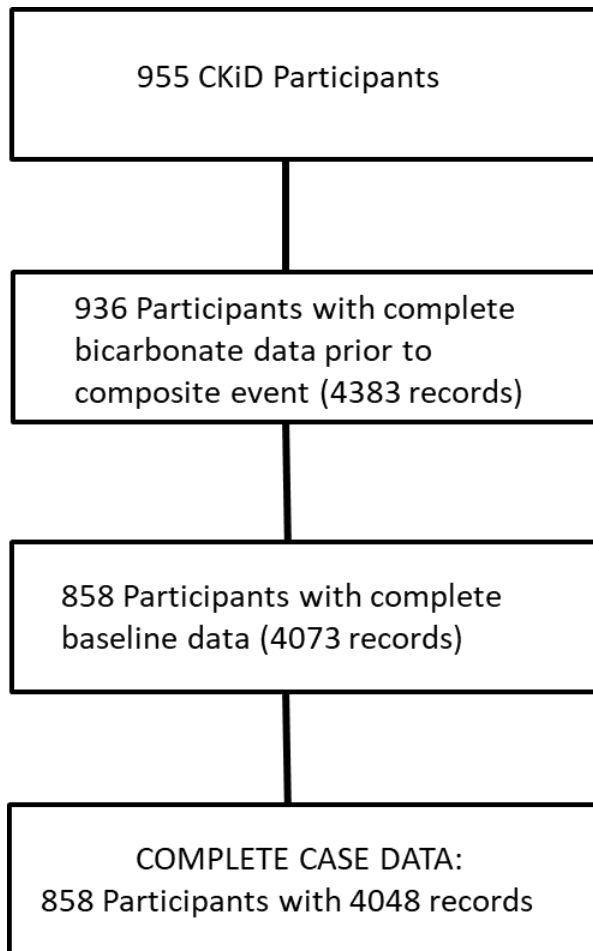 955 CKiD Participants
936 Participants with complete
bicarbonate data prior to
composite event (4383 records)
858 Participants with complete
baseline data (4073 records)
COMPLETE CASE DATA:
858 Participants with 4048 records